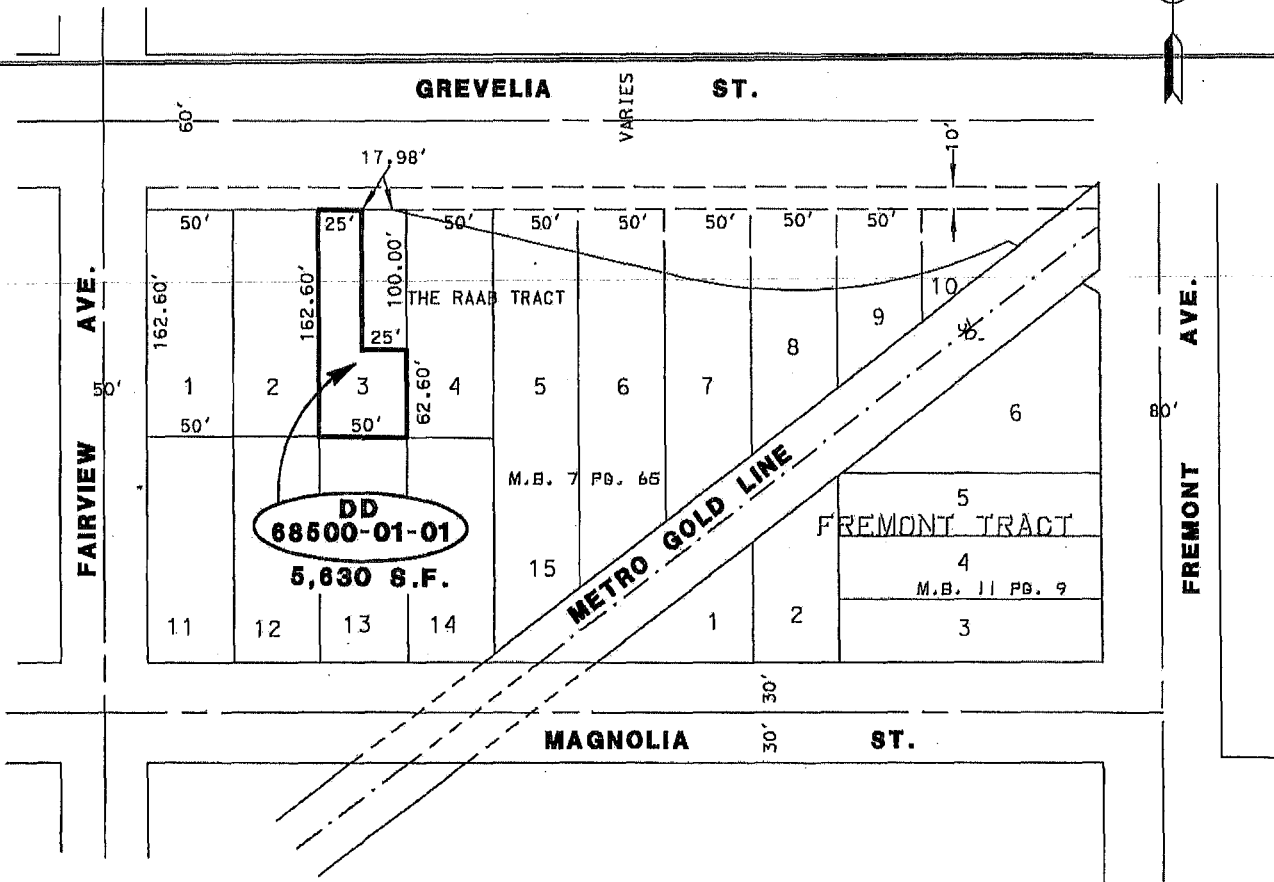 GREVELIA ST.
VARIES
60'
10'
17.98'
50' 25' 50' 50' 50' 50' 50' 50'
162.60'
162.60'
100.00'
THE RAAB TRACT
25'
62.60'
FAIRVIEW AVE.
50'
1 2 3 4 5 6 7 8 9 10
50' 50'
6
80'
FREMONT AVE.
M.B. 7 PG. 65
METRO GOLD LINE
DD
68500-01-01
5,630 S.F.
5
FREMONT TRACT
4
M.B. 11 PG. 9
3
15
11 12 13 14
1 2
30'
30'
MAGNOLIA ST.